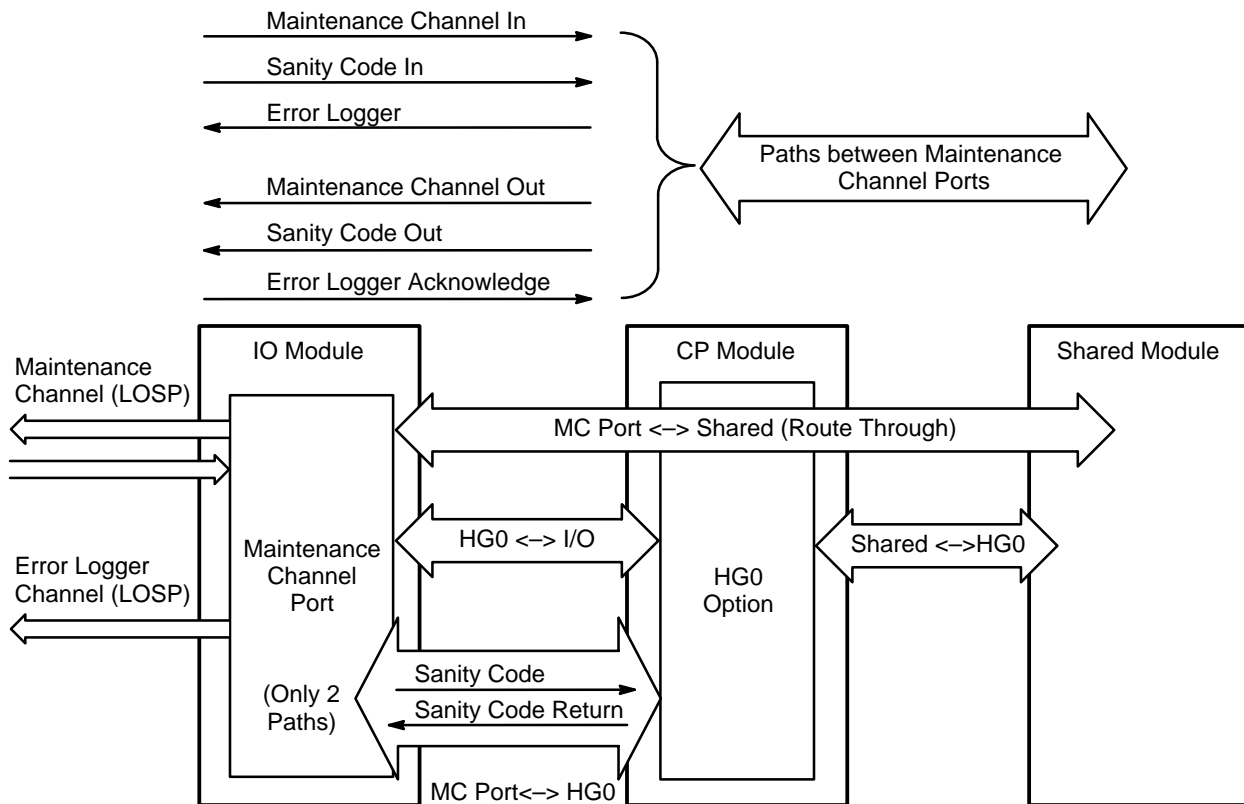 Maintenance Channel In
Sanity Code In
Error Logger
Maintenance Channel Out
Sanity Code Out
Error Logger Acknowledge
Paths between Maintenance
Channel Ports
IO Module
CP Module
Shared Module
Maintenance
Channel (LOSP)
MC Port <–> Shared (Route Through)
HG0 <–> I/O
Shared <–>HG0
Maintenance
Channel
Port
HG0
Option
Error Logger
Channel (LOSP)
(Only 2
Paths)
Sanity Code
Sanity Code Return
MC Port<–> HG0